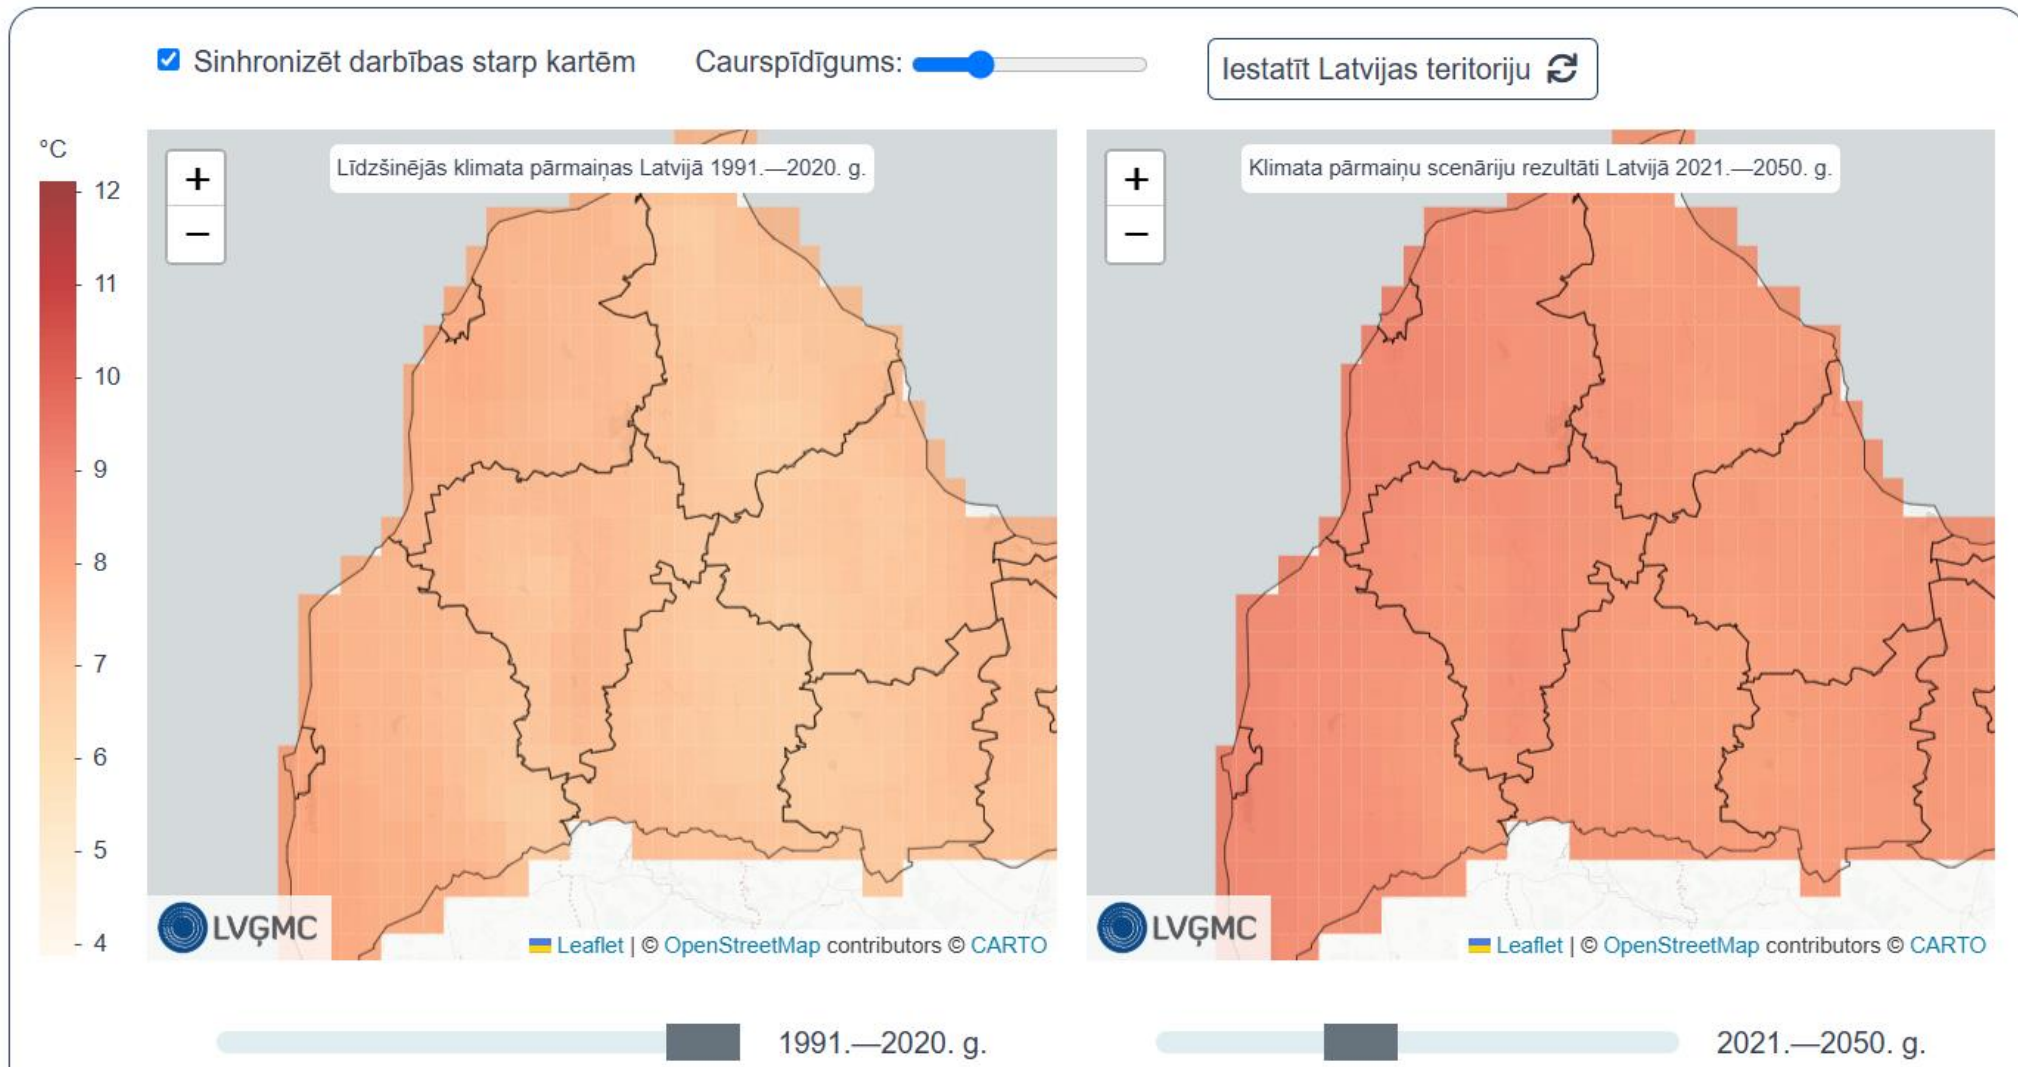 Sinhronizēt darbības starp kartēm
Caurspīdīgums:
Iestatīt Latvijas teritoriju
°C
12
11
10
9
8
7
6
5
4
+
−
Līdzšinējās klimata pārmaiņas Latvijā 1991.—2020. g.
LVĢMC
Leaflet | © OpenStreetMap contributors © CARTO
+
−
Klimata pārmaiņu scenāriju rezultāti Latvijā 2021.—2050. g.
LVĢMC
Leaflet | © OpenStreetMap contributors © CARTO
1991.—2020. g.
2021.—2050. g.